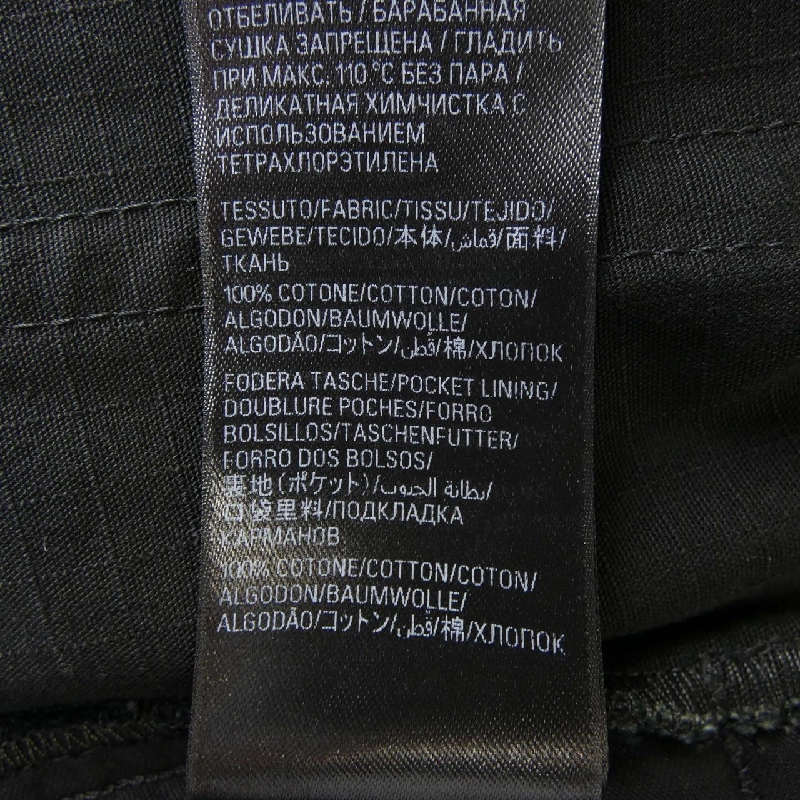 ОТБЕЛИВАТЬ / БАРАБАННАЯ
СУШКА ЗАПРЕЩЕНА / ГЛАДИТЬ
ПРИ МАКС. 110 °C БЕЗ ПАРА /
ДЕЛИКАТНАЯ ХИМЧИСТКА С
ИСПОЛЬЗОВАНИЕМ
ТЕТРАХЛОРЭТИЛЕНА
TESSUTO/FABRIC/TISSU/TEJIDO/
GEWEBE/TECIDO/本体/قماش/面料/
ТКАНЬ
100% COTONE/COTTON/COTON/
ALGODON/BAUMWOLLE/
ALGODÃO/コットン/قطن/棉/ХЛОПОК
FODERA TASCHE/POCKET LINING/
DOUBLURE POCHES/FORRO
BOLSILLOS/TASCHENFUTTER/
FORRO DOS BOLSOS/
裏地(ポケット)/بطانة الجيوب/
口袋里料/ПОДКЛАДКА
КАРМАНОВ
100% COTONE/COTTON/COTON/
ALGODON/BAUMWOLLE/
ALGODÃO/コットン/قطن/棉/ХЛОПОК